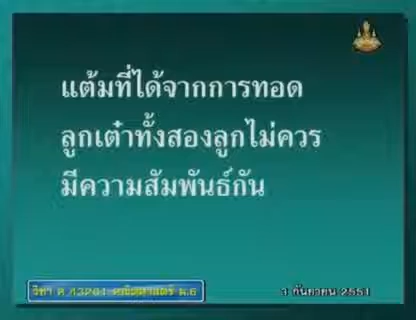 แต้มที่ได้จากการทอด
ลูกเต๋าทั้งสองลูกไม่ควร
มีความสัมพันธ์กัน
วิชา ค 43201 คณิตศาสตร์ ม.6
กันยายน 2551